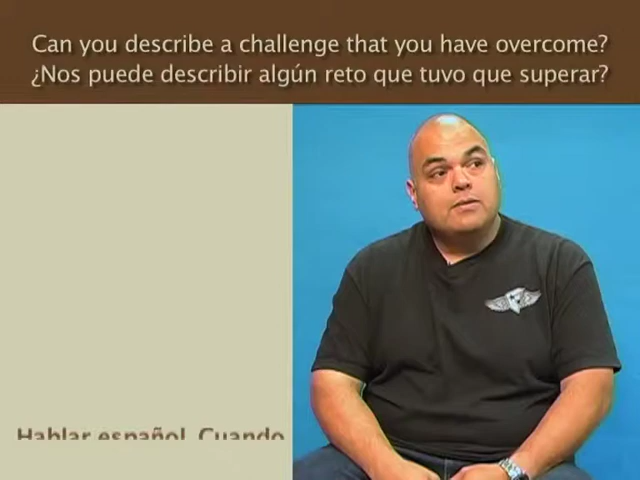 Can you describe a challenge that you have overcome?
¿Nos puede describir algún reto que tuvo que superar?
Hablar español. Cuando